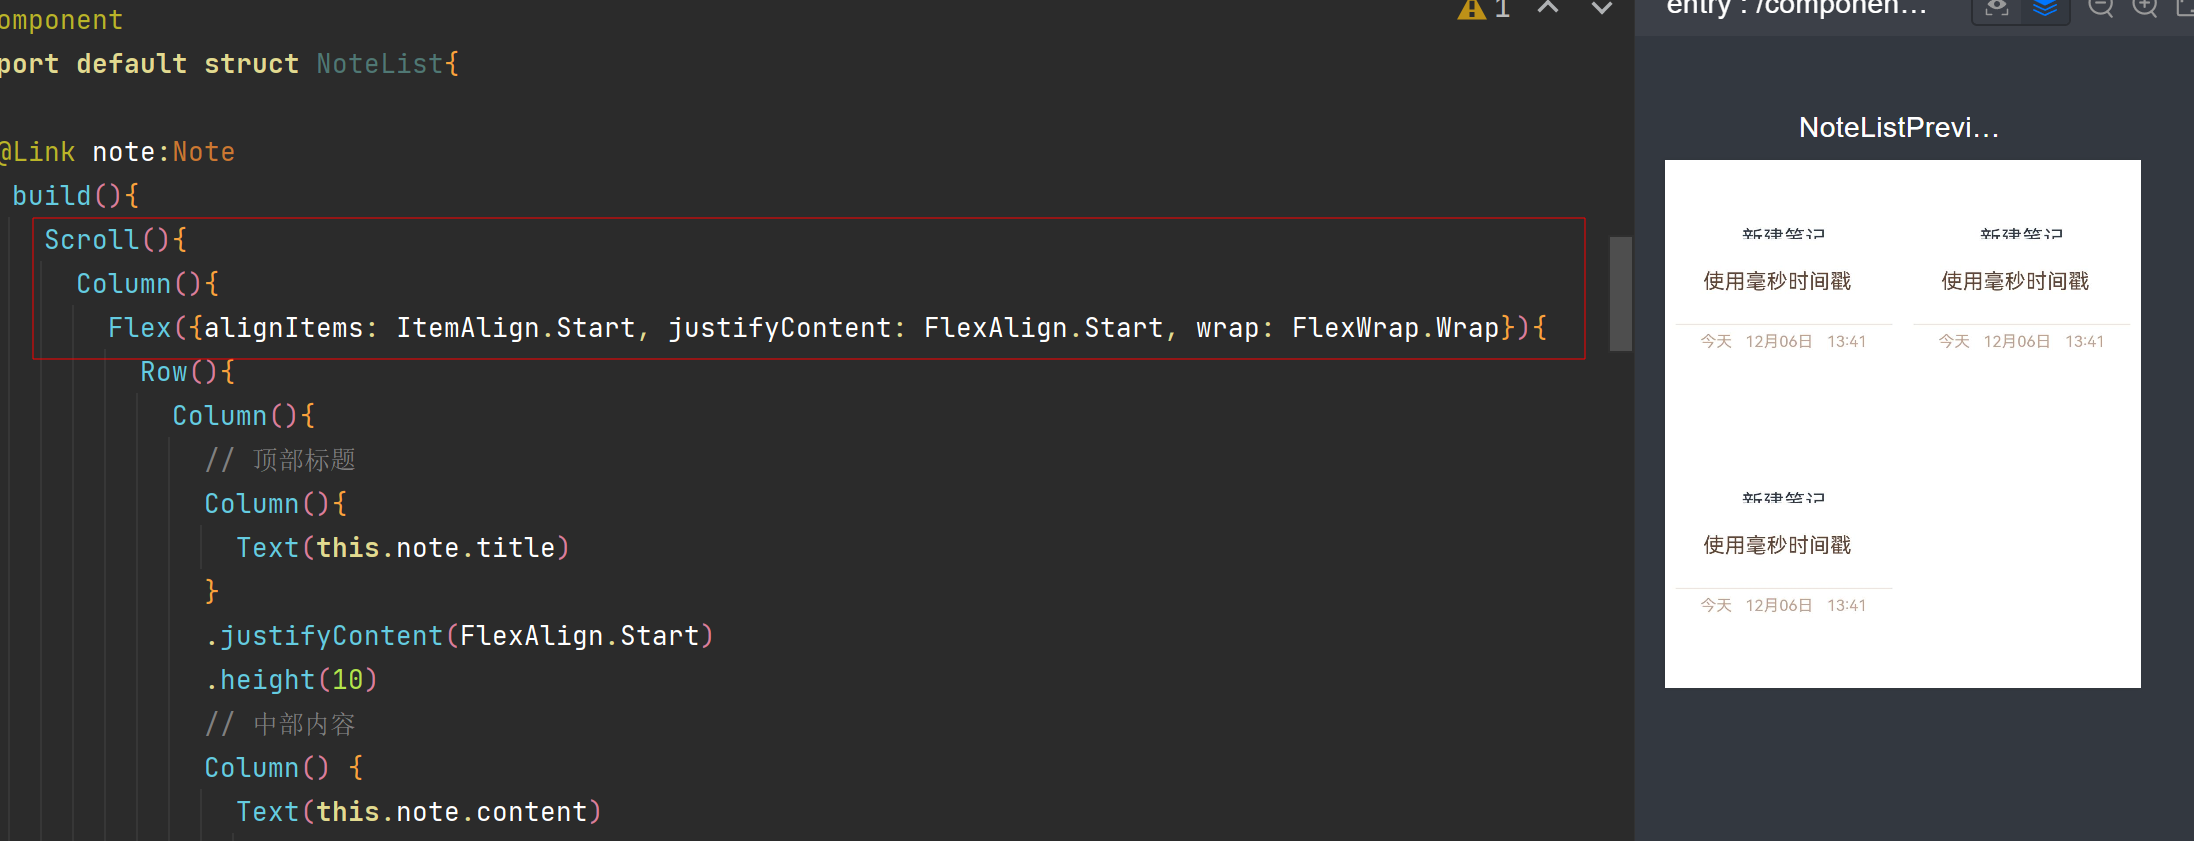 omponent
port default struct NoteList{
@Link note:Note
build(){
Scroll(){
Column(){
Flex({alignItems: ItemAlign.Start, justifyContent: FlexAlign.Start, wrap: FlexWrap.Wrap}){
Row(){
Column(){
// 顶部标题
Column(){
Text(this.note.title)
}
.justifyContent(FlexAlign.Start)
.height(10)
// 中部内容
Column() {
Text(this.note.content)
1
entry : /componen...
NoteListPrevi...
新建笔记
使用毫秒时间戳
今天 12月06日 13:41
新建笔记
使用毫秒时间戳
今天 12月06日 13:41
新建笔记
使用毫秒时间戳
今天 12月06日 13:41